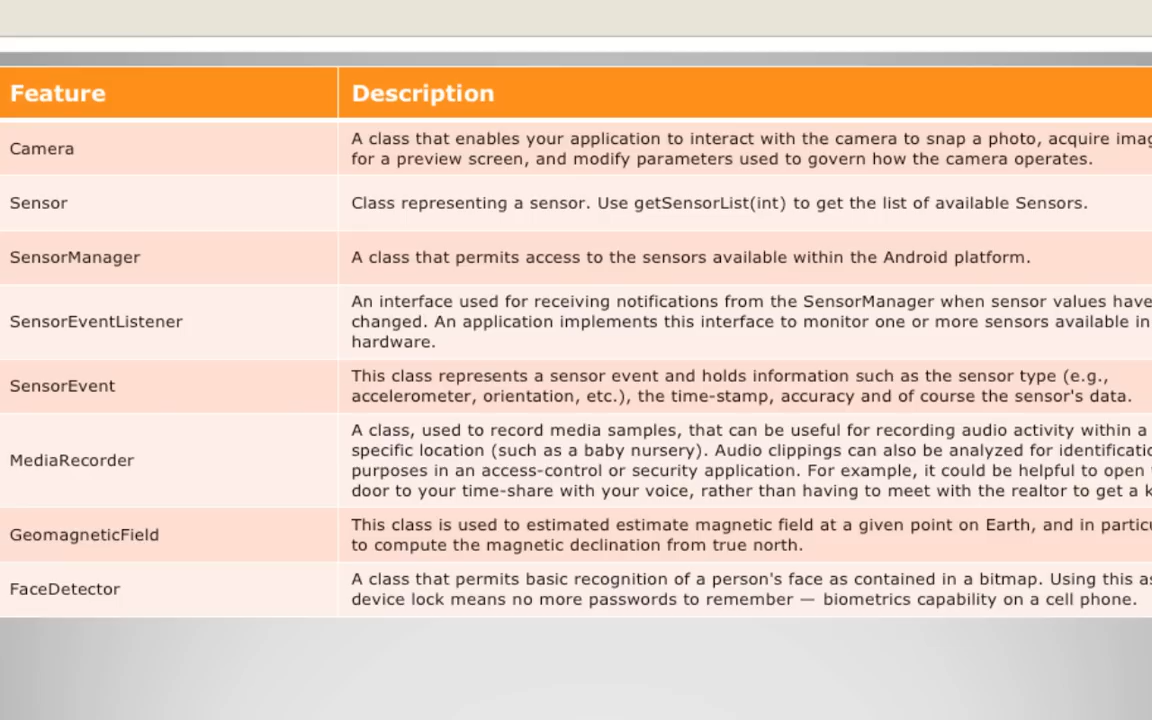 Feature
Description
Camera
A class that enables your application to interact with the camera to snap a photo, acquire
for a preview screen, and modify parameters used to govern how the camera operates.
Sensor
Class representing a sensor. Use getSensorList(int) to get the list of available Sensors.
SensorManager
A class that permits access to the sensors available within the Android platform.
SensorEventListener
An interface used for receiving notifications from the SensorManager when sensor values have
changed. An application implements this interface to monitor one or more sensors available in
hardware.
SensorEvent
This class represents a sensor event and holds information such as the sensor type (e.g.,
accelerometer, orientation, etc.), the time-stamp, accuracy and of course the sensor's data.
MediaRecorder
A class, used to record media samples, that can be useful for recording audio activity within a
specific location (such as a baby nursery). Audio clippings can also be analyzed for
purposes in an access-control or security application. For example, it could be helpful to open
door to your time-share with your voice, rather than having to meet with the realtor to get a
GeomagneticField
This class is used to estimated estimate magnetic field at a given point on Earth, and in
to compute the magnetic declination from true north.
FaceDetector
A class that permits basic recognition of a person's face as contained in a bitmap. Using this
device lock means no more passwords to remember — biometrics capability on a cell phone.